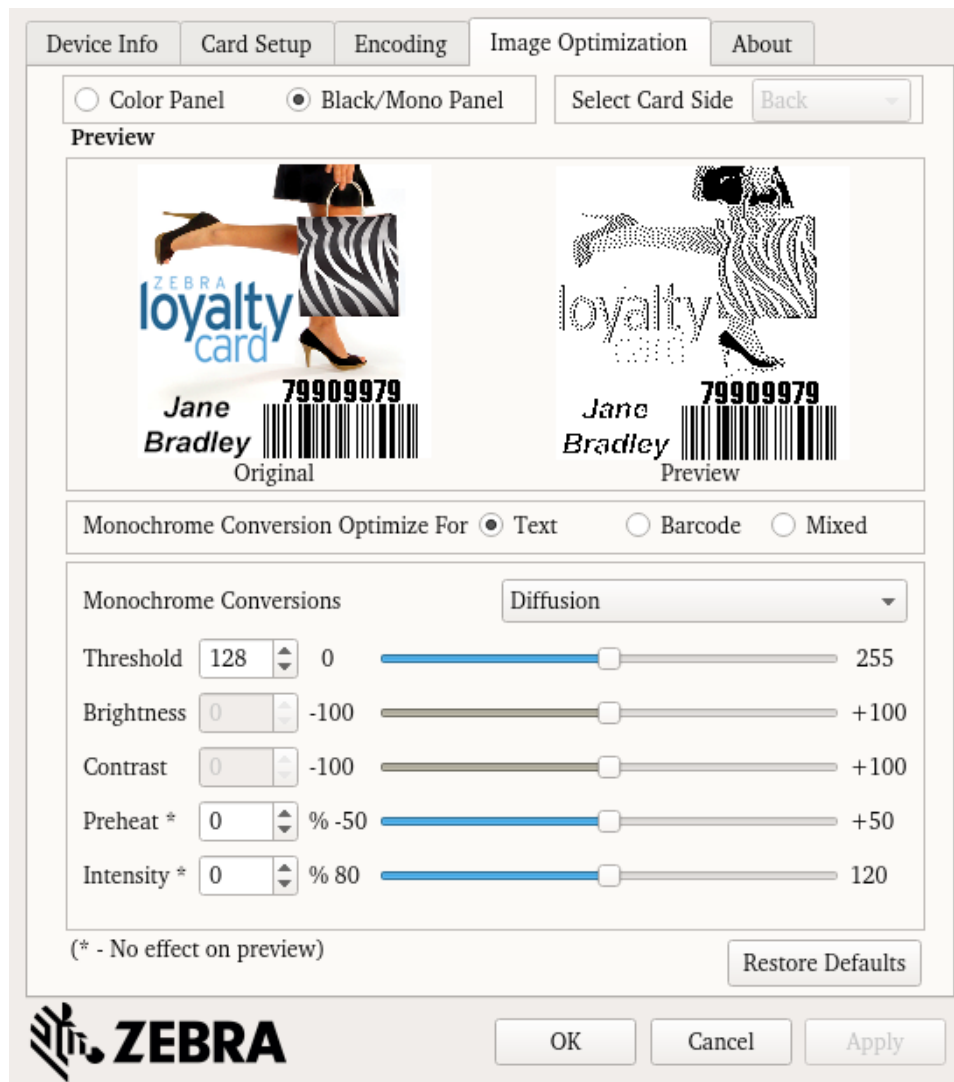 Device Info Card Setup Encoding Image Optimization About
Color Panel Black/Mono Panel Select Card Side Back
Preview
ZEBRA
loyalty
card
79909979
Jane
Bradley
Original
loyalty
card
79909979
Jane
Bradley
Preview
Monochrome Conversion Optimize For Text Barcode Mixed
Monochrome Conversions Diffusion
Threshold 128 0 255
Brightness 0 -100 +100
Contrast 0 -100 +100
Preheat * 0 % -50 +50
Intensity * 0 % 80 120
(* - No effect on preview)
Restore Defaults
ZEBRA OK Cancel Apply